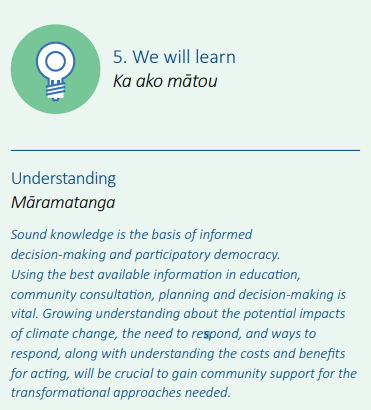 5. We will learn
Ka ako mātou
Understanding
Māramatanga
Sound knowledge is the basis of informed
decision-making and participatory democracy.
Using the best available information in education,
community consultation, planning and decision-making is
vital. Growing understanding about the potential impacts
of climate change, the need to respond, and ways to
respond, along with understanding the costs and benefits
for acting, will be crucial to gain community support for the
transformational approaches needed.